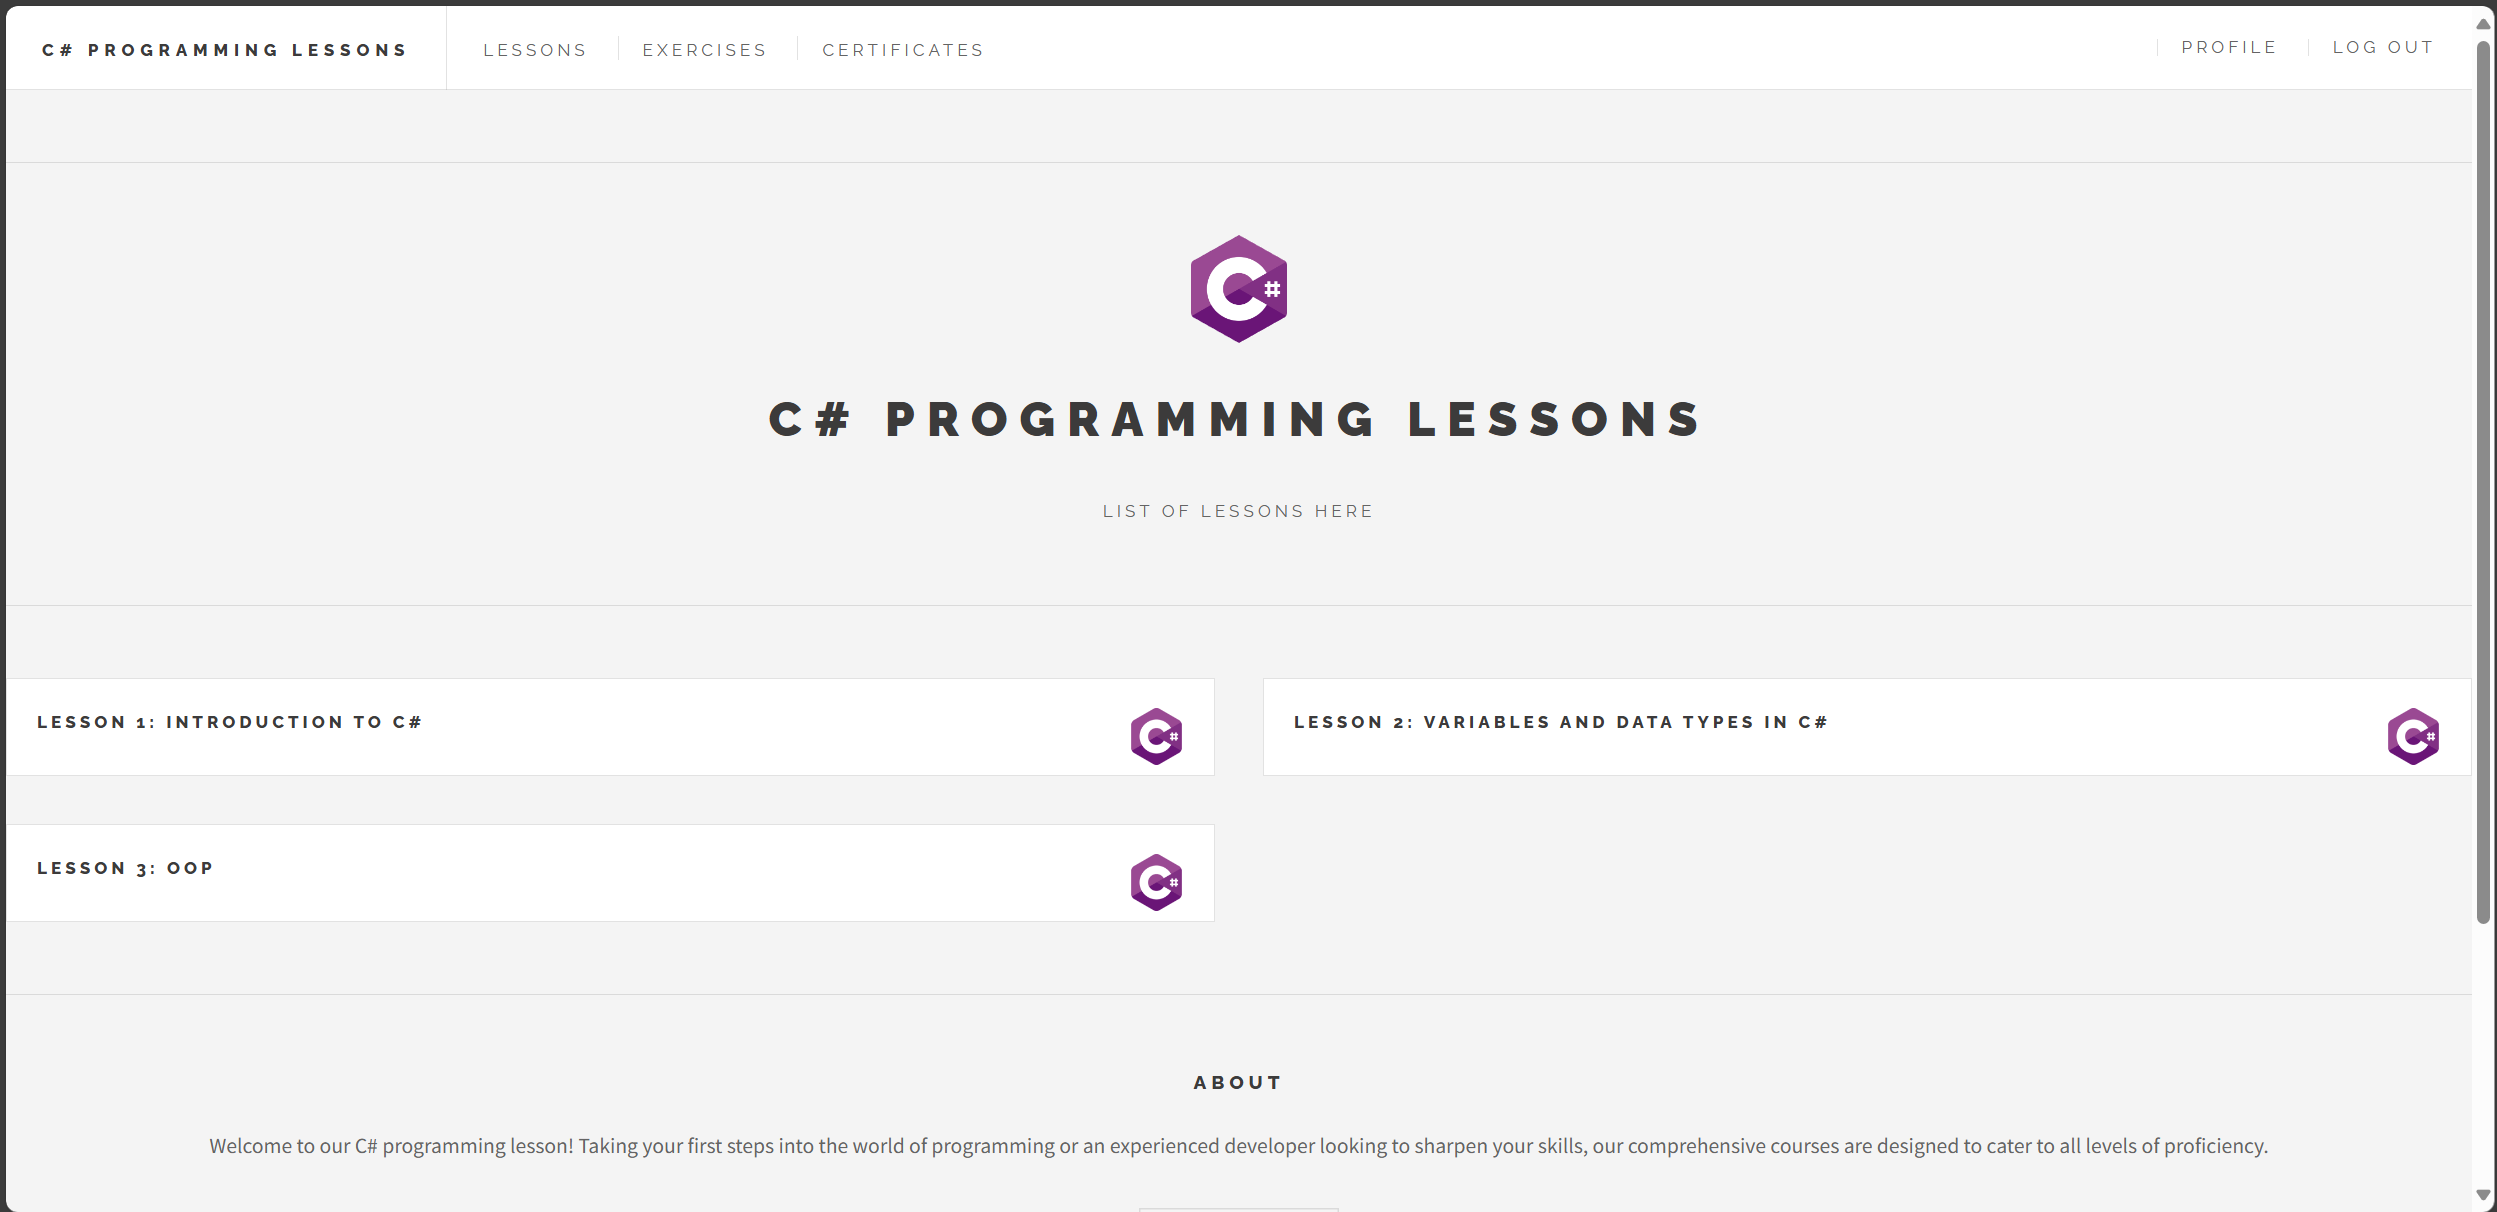 C# PROGRAMMING LESSONS
LESSONS
EXERCISES
CERTIFICATES
PROFILE
LOG OUT
C#
C# PROGRAMMING LESSONS
LIST OF LESSONS HERE
LESSON 1: INTRODUCTION TO C#
C#
LESSON 2: VARIABLES AND DATA TYPES IN C#
C#
LESSON 3: OOP
C#
ABOUT
Welcome to our C# programming lesson! Taking your first steps into the world of programming or an experienced developer looking to sharpen your skills, our comprehensive courses are designed to cater to all levels of proficiency.